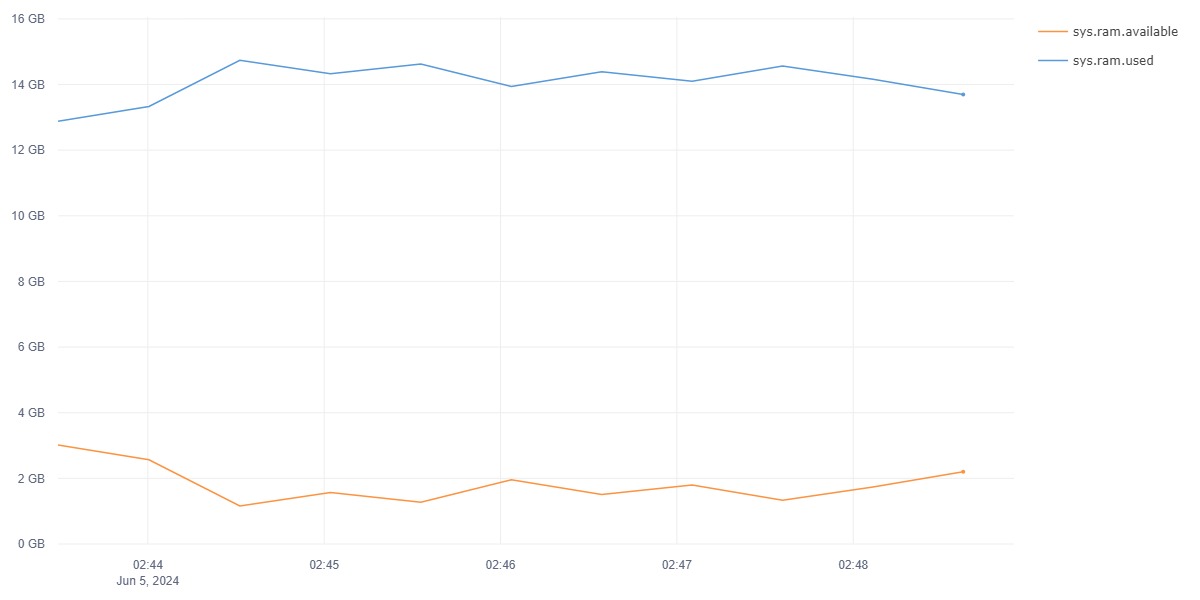 16 GB
14 GB
12 GB
10 GB
8 GB
6 GB
4 GB
2 GB
0 GB
02:44
Jun 5, 2024
02:45
02:46
02:47
02:48
sys.ram.available
sys.ram.used